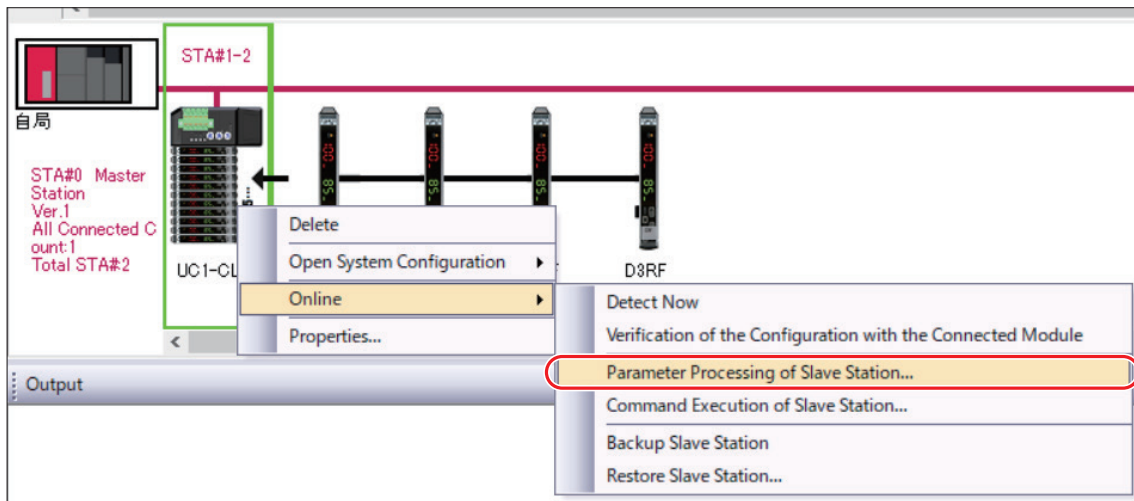 STA#1-2
自局
STA#0 Master
Station
Ver.1
All Connected C
ount:1
Total STA#2
UC1-CL
D3RF
Delete
Open System Configuration
Online
Properties...
Detect Now
Verification of the Configuration with the Connected Module
Parameter Processing of Slave Station...
Command Execution of Slave Station...
Backup Slave Station
Restore Slave Station...
Output